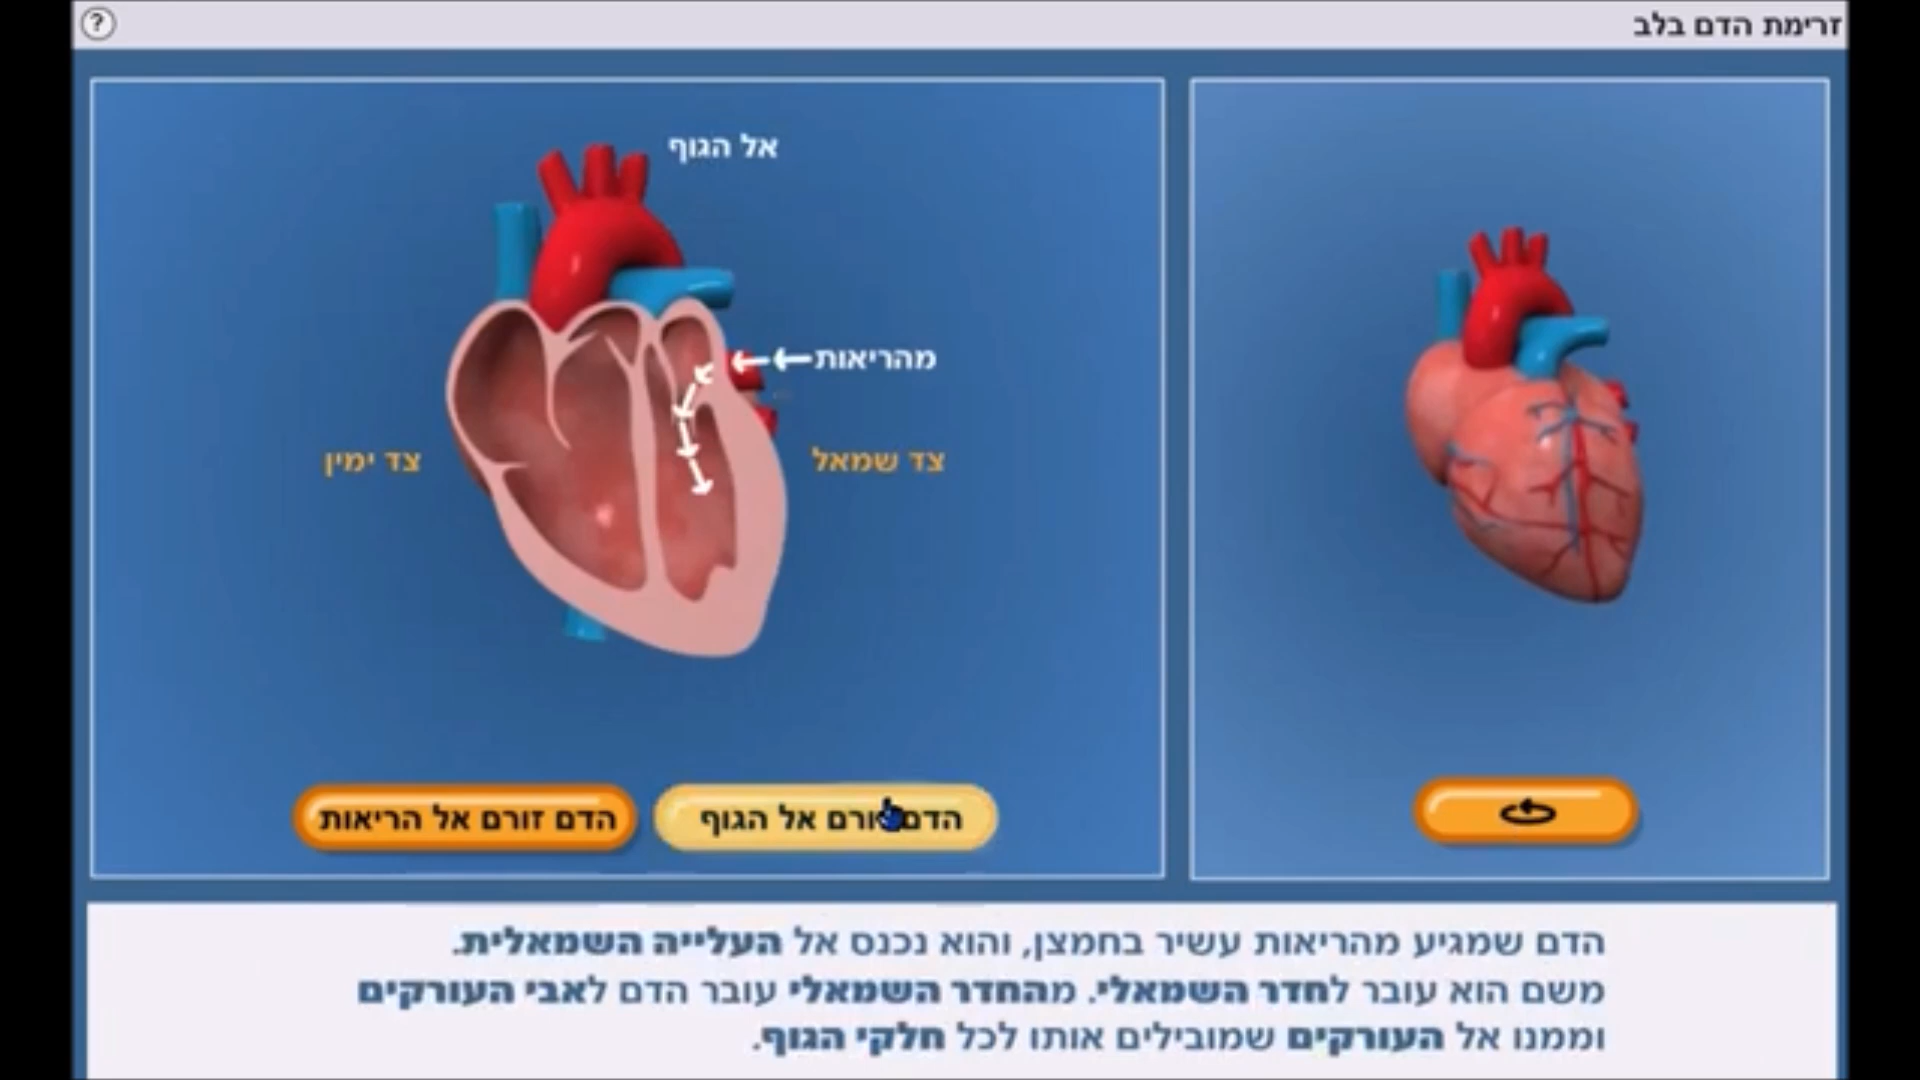 זרימת הדם בלב
?
אל הגוף
מהריאות
צד ימין
צד שמאל
הדם זורם אל הריאות
הדם זורם אל הגוף
הדם שמגיע מהריאות עשיר בחמצן, והוא נכנס אל העלייה השמאלית.
משם הוא עובר לחדר השמאלי. מהחדר השמאלי עובר הדם לאבי העורקים
וממנו אל העורקים שמובילים אותו לכל חלקי הגוף.